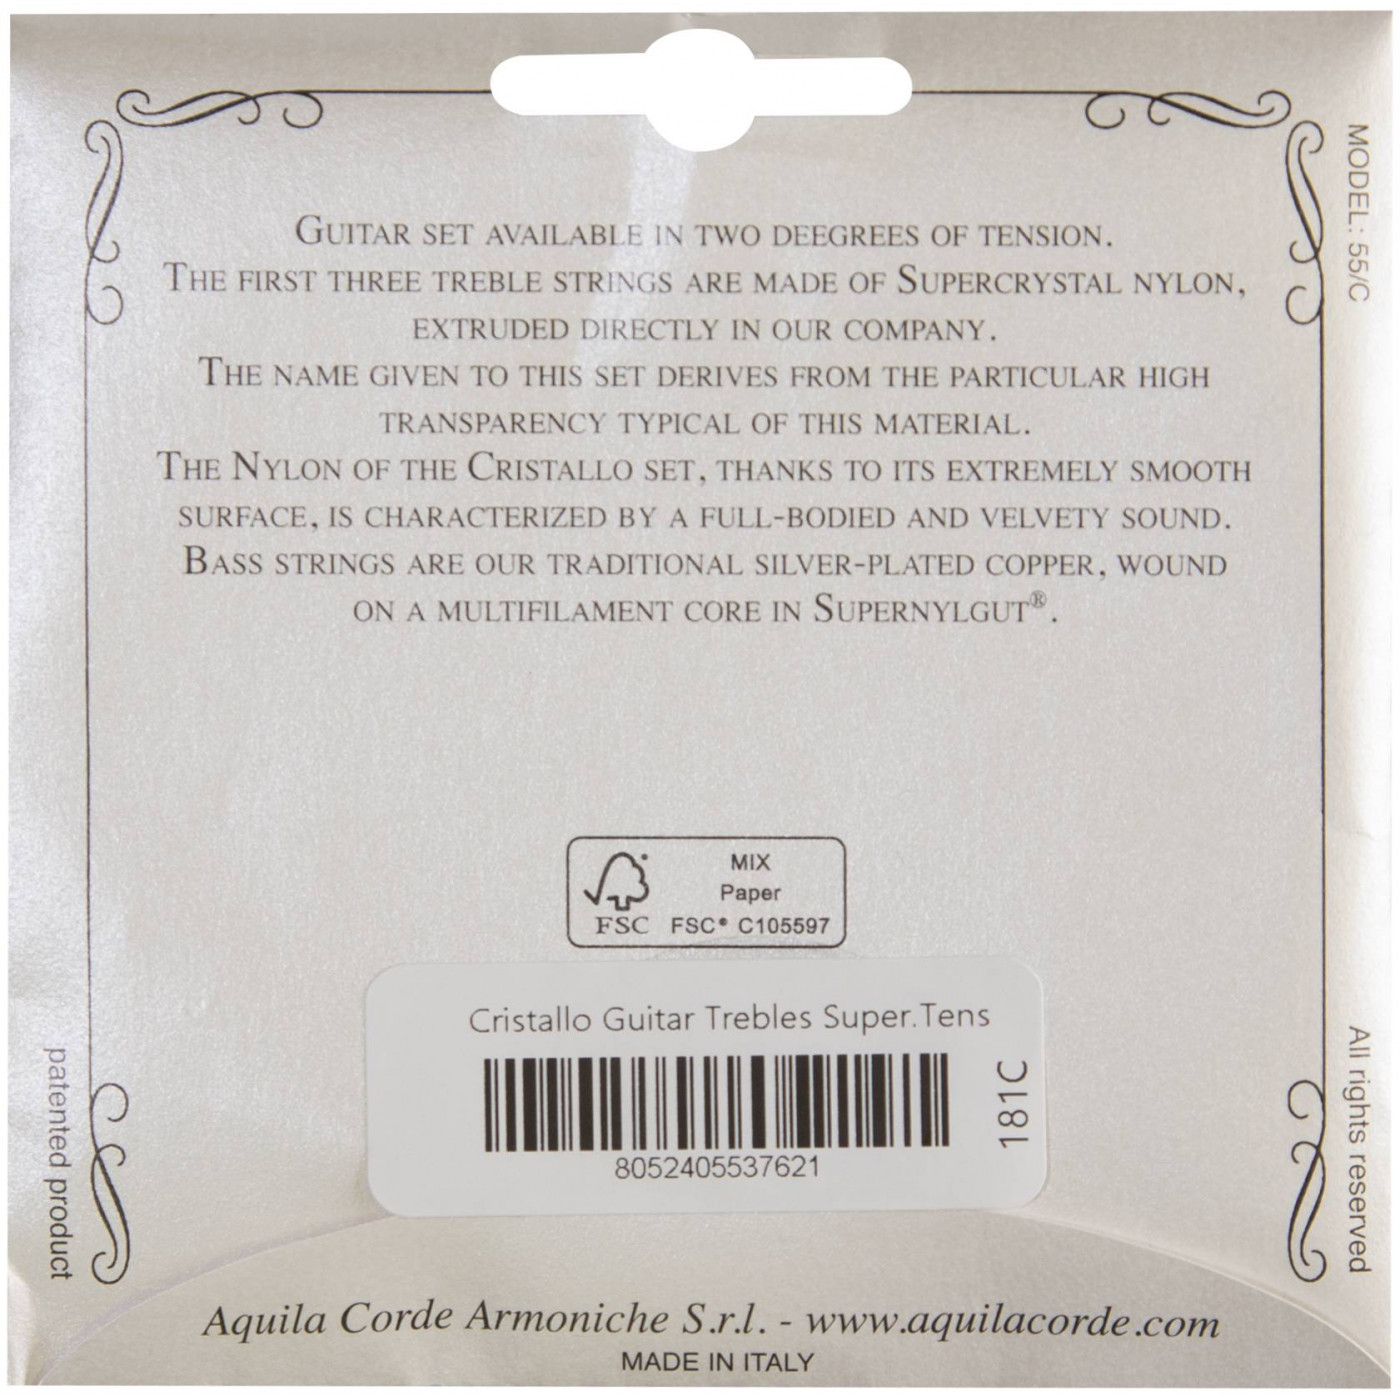 GUITAR SET AVAILABLE IN TWO DEEGREES OF TENSION.
THE FIRST THREE TREBLE STRINGS ARE MADE OF SUPERCRYSTAL NYLON,
EXTRUDED DIRECTLY IN OUR COMPANY.
THE NAME GIVEN TO THIS SET DERIVES FROM THE PARTICULAR HIGH
TRANSPARENCY TYPICAL OF THIS MATERIAL.
THE NYLON OF THE CRISTALLO SET, THANKS TO ITS EXTREMELY SMOOTH
SURFACE, IS CHARACTERIZED BY A FULL-BODIED AND VELVETY SOUND.
BASS STRINGS ARE OUR TRADITIONAL SILVER-PLATED COPPER, WOUND
ON A MULTIFILAMENT CORE IN SUPERNYLGUT®.
MODEL: 55/C
MIX
Paper
FSC
FSC® C105597
Cristallo Guitar Trebles Super.Tens
181C
8052405537621
patented product
All rights reserved
Aquila Corde Armoniche S.r.l. - www.aquilacorde.com
MADE IN ITALY